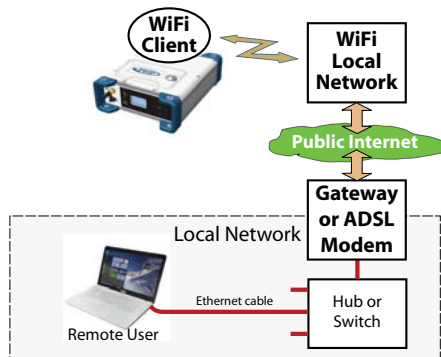 WiFi
Client
WiFi
Local
Network
Public Internet
Gateway
or ADSL
Modem
Local Network
Ethernet cable
Hub or
Switch
Remote User